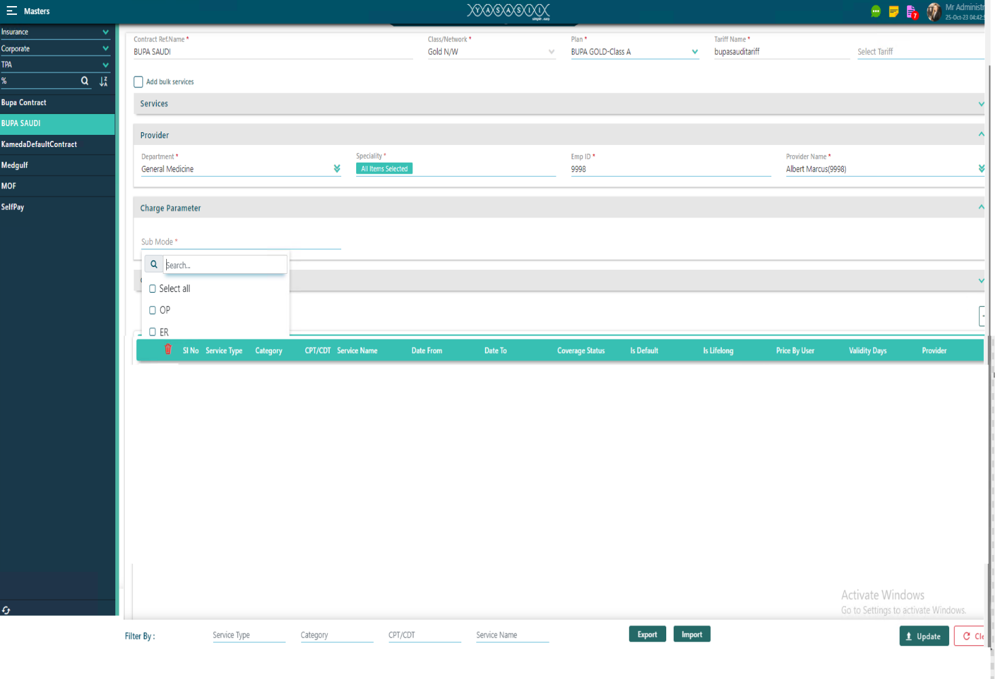 Masters
YASASII
simple. easy
7
Mr Administr
25-Oct-23 04:42:
Insurance
Corporate
TPA
%
Bupa Contract
BUPA SAUDI
KamedaDefaultContract
Medgulf
MOF
SelfPay
Contract Ref.Name *
Class/Network *
Plan *
Tariff Name *
BUPA SAUDI
Gold N/W
BUPA GOLD-Class A
bupasauditariff
Select Tariff
Add bulk services
Services
Provider
Department *
Speciality *
Emp ID *
Provider Name *
General Medicine
All Items Selected
9998
Albert Marcus(9998)
Charge Parameter
Sub Mode *
Search...
Select all
OP
ER
SI No Service Type Category CPT/CDT Service Name Date From Date To Coverage Status Is Default Is Lifelong Price By User Validity Days Provider
Activate Windows
Go to Settings to activate Windows.
Filter By :
Service Type
Category
CPT/CDT
Service Name
Export
Import
Update
Cle